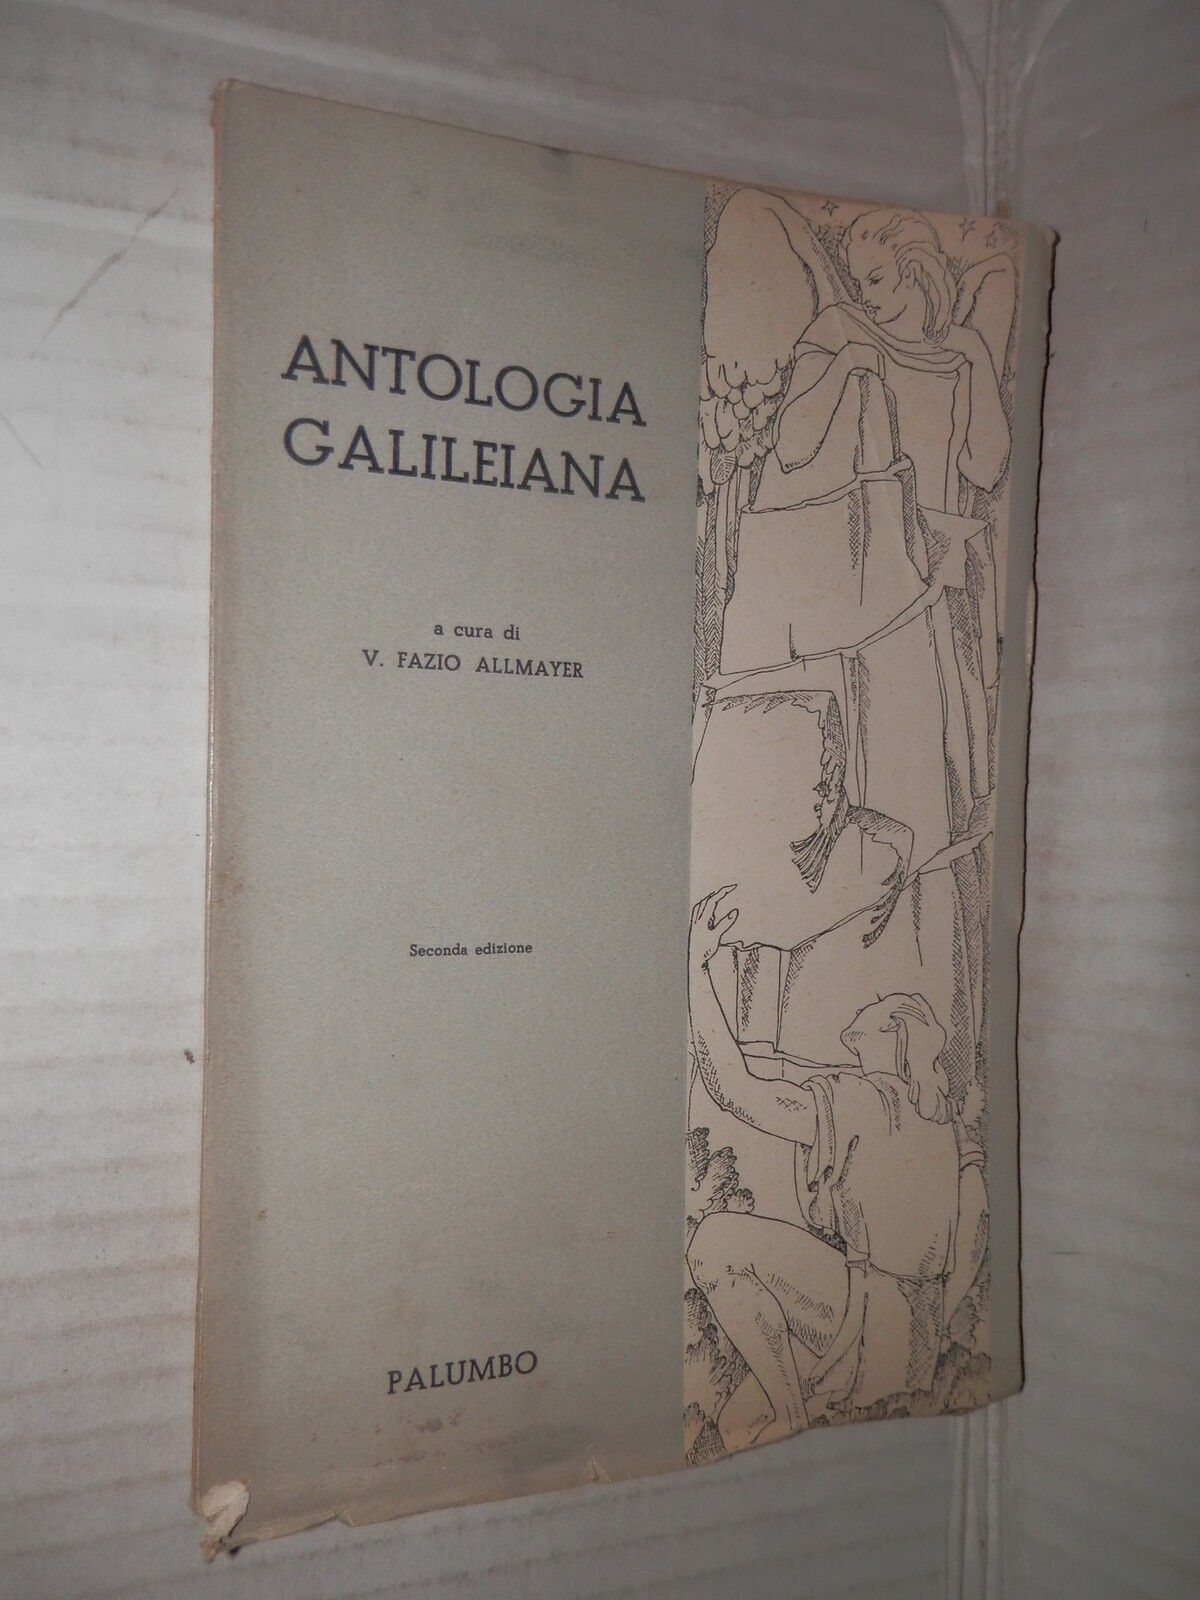 ANTOLOGIA
GALILEIANA
a cura di
V. FAZIO ALLMAYER
Seconda edizione
PALUMBO